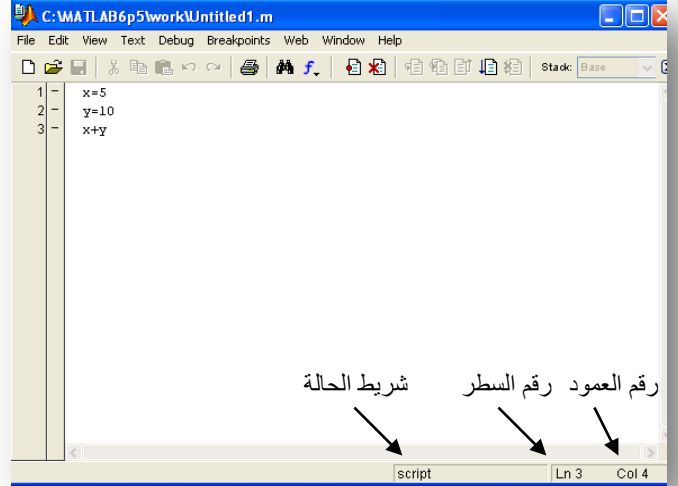 C:\MATLAB6p5\work\Untitled1.m
File Edit View Text Debug Breakpoints Web Window Help
Stack: Base
1 - x=5
2 - y=10
3 - x+y
رقم العمود رقم السطر شريط الحالة
script Ln 3 Col 4